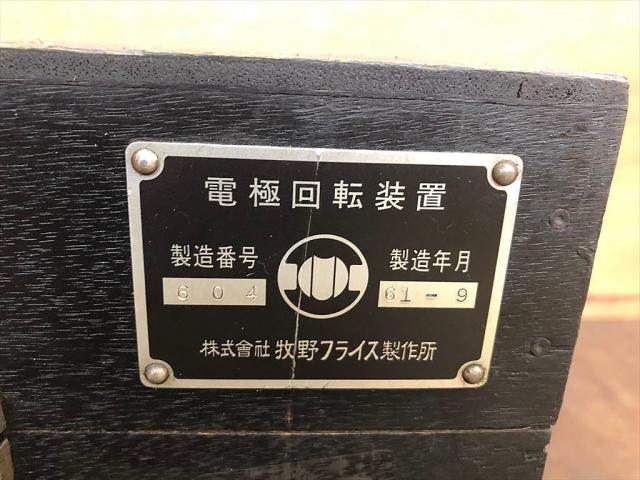 電極回転装置
製造番号 製造年月
604 61-9
株式會社 牧野フライス製作所